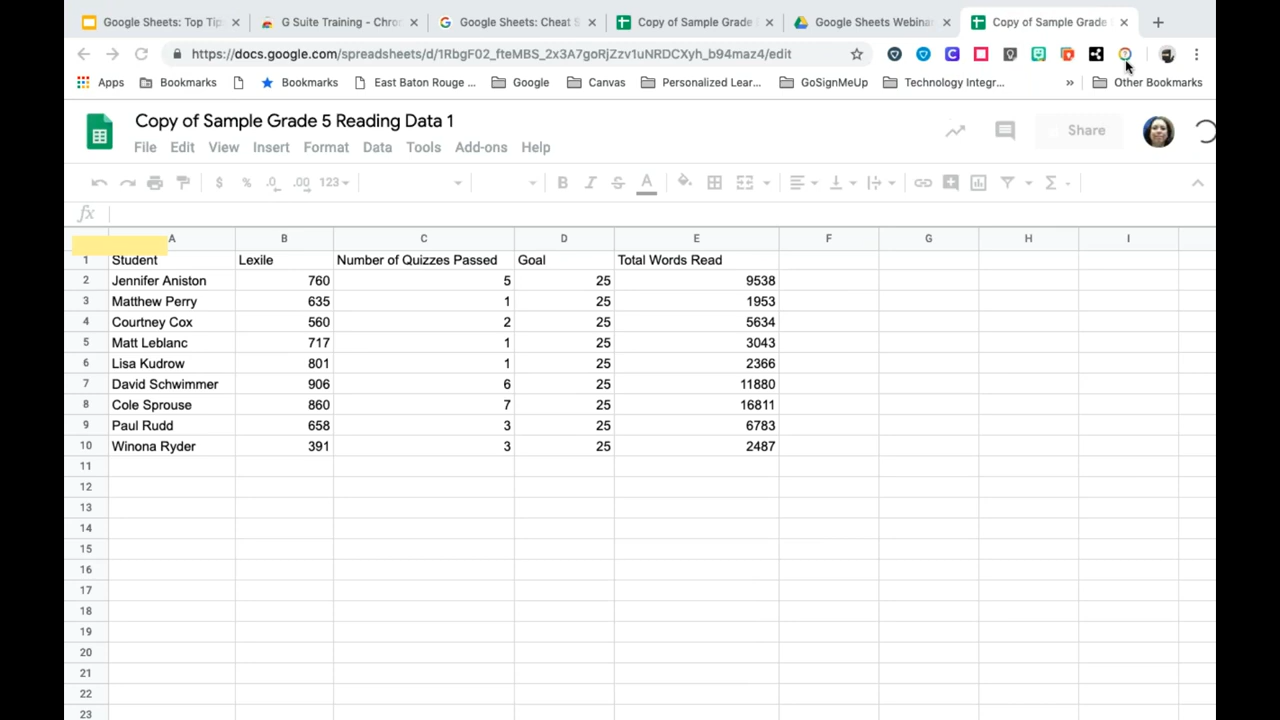 Google Sheets: Top Tip
G Suite Training - Chro
Google Sheets: Cheat S
Copy of Sample Grade
Google Sheets Webinar
Copy of Sample Grade
https://docs.google.com/spreadsheets/d/1RbgF02_fteMBS_2x3A7goRjZzv1uNRDCXyh_b94maz4/edit
Apps Bookmarks Bookmarks East Baton Rouge ... Google Canvas Personalized Lear... GoSignMeUp Technology Integr... » Other Bookmarks
Copy of Sample Grade 5 Reading Data 1
File Edit View Insert Format Data Tools Add-ons Help
Share
$ % .0 .00 123 B I S A Σ
fx
A B C D E F G H I
1 Student Lexile Number of Quizzes Passed Goal Total Words Read
2 Jennifer Aniston 760 5 25 9538
3 Matthew Perry 635 1 25 1953
4 Courtney Cox 560 2 25 5634
5 Matt Leblanc 717 1 25 3043
6 Lisa Kudrow 801 1 25 2366
7 David Schwimmer 906 6 25 11880
8 Cole Sprouse 860 7 25 16811
9 Paul Rudd 658 3 25 6783
10 Winona Ryder 391 3 25 2487
11
12
13
14
15
16
17
18
19
20
21
22
23